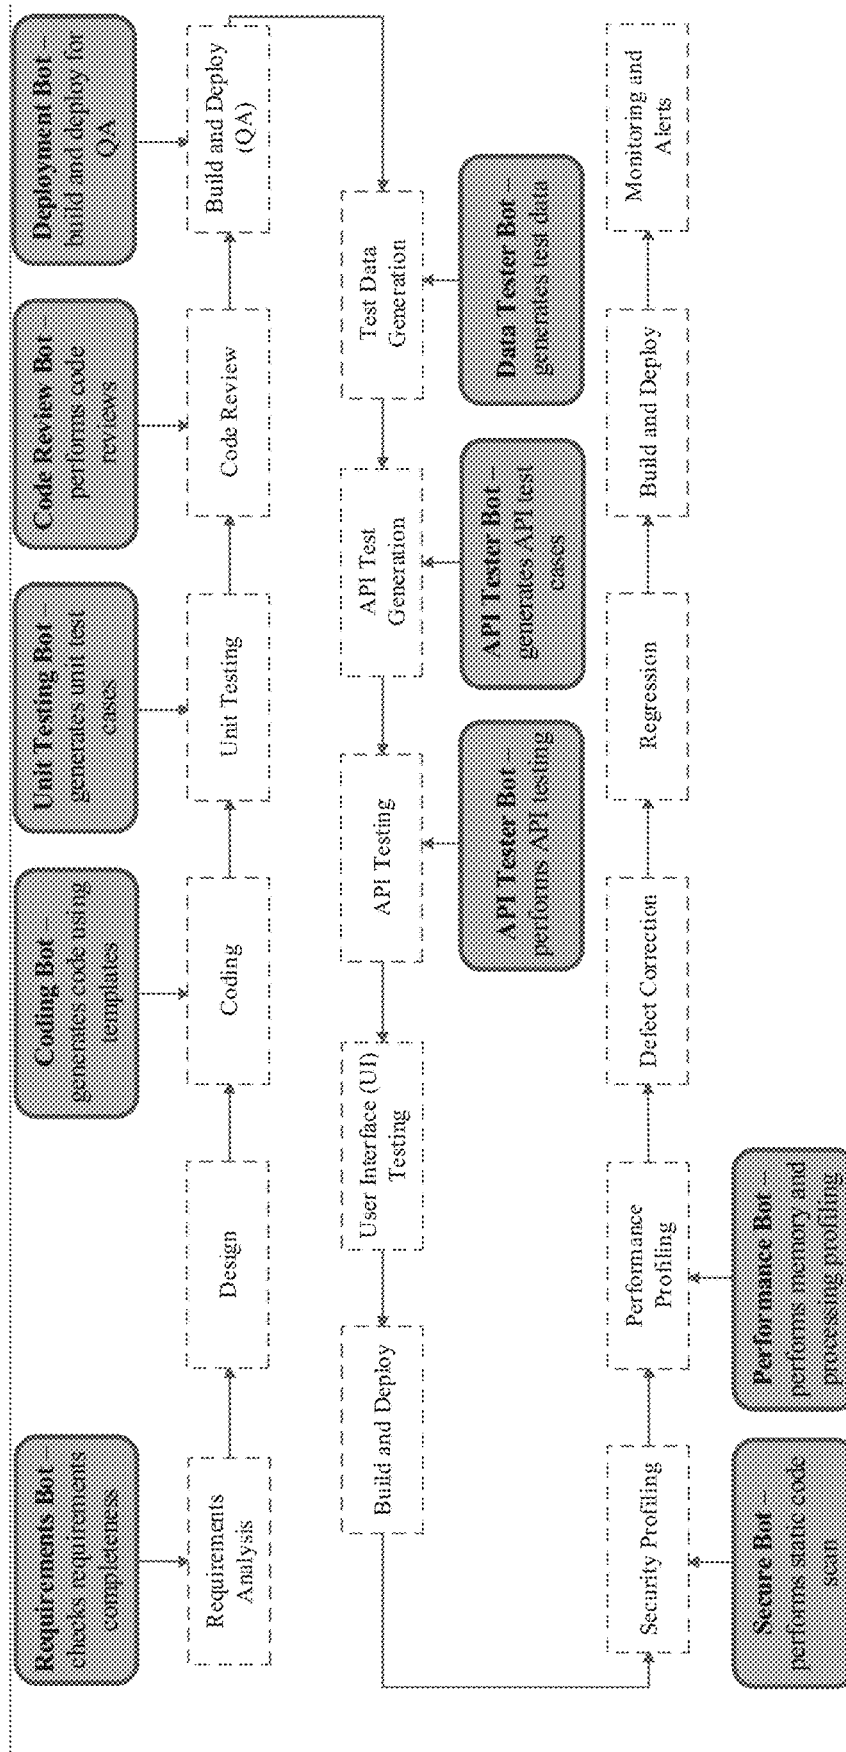 Requirements Bot –
checks requirements
completeness
Coding Bot –
generates code using
templates
Unit Testing Bot –
generates unit test
cases
Code Review Bot –
performs code
reviews
Deployment Bot –
build and deploy for
QA
Requirements
Analysis
Design
Coding
Unit Testing
Code Review
Build and Deploy
(QA)
Build and Deploy
User Interface (UI)
Testing
API Testing
API Test
Generation
Test Data
Generation
API Tester Bot –
performs API testing
API Tester Bot –
generates API test
cases
Data Tester Bot –
generates test data
Security Profiling
Performance
Profiling
Defect Correction
Regression
Build and Deploy
Monitoring and
Alerts
Secure Bot –
performs static code
scan
Performance Bot –
performs memory and
processing profiling